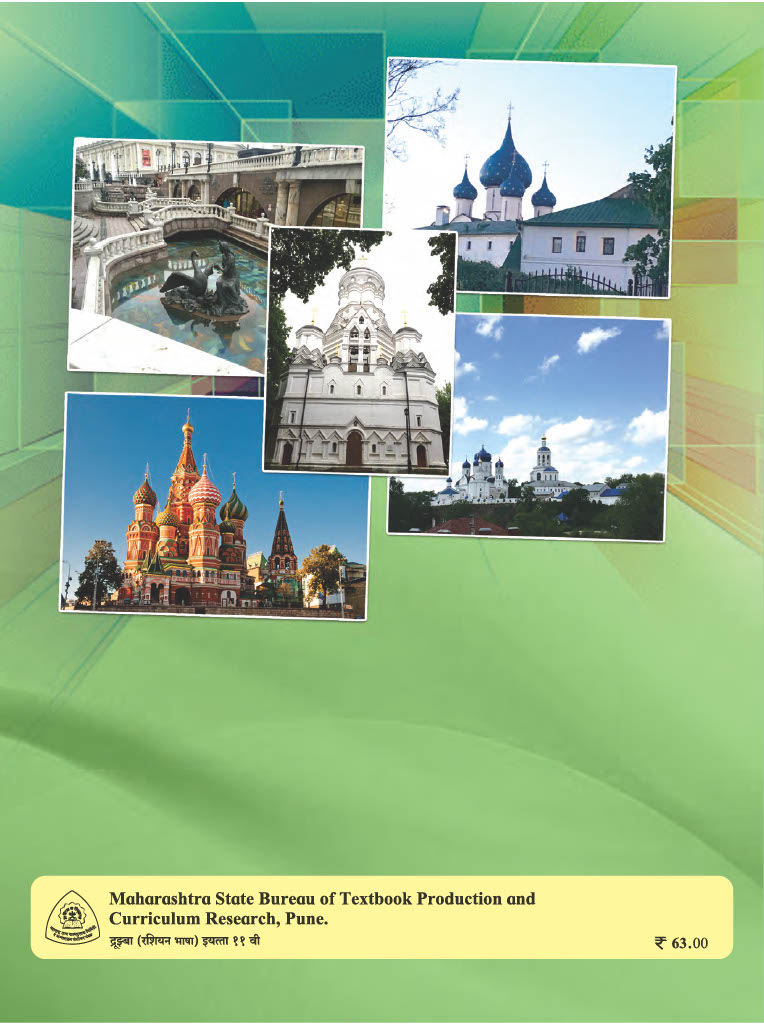 Maharashtra State Bureau of Textbook Production and
Curriculum Research, Pune.
द्रूझ्बा (रशियन भाषा) इयत्ता ११ वी
₹ 63.00